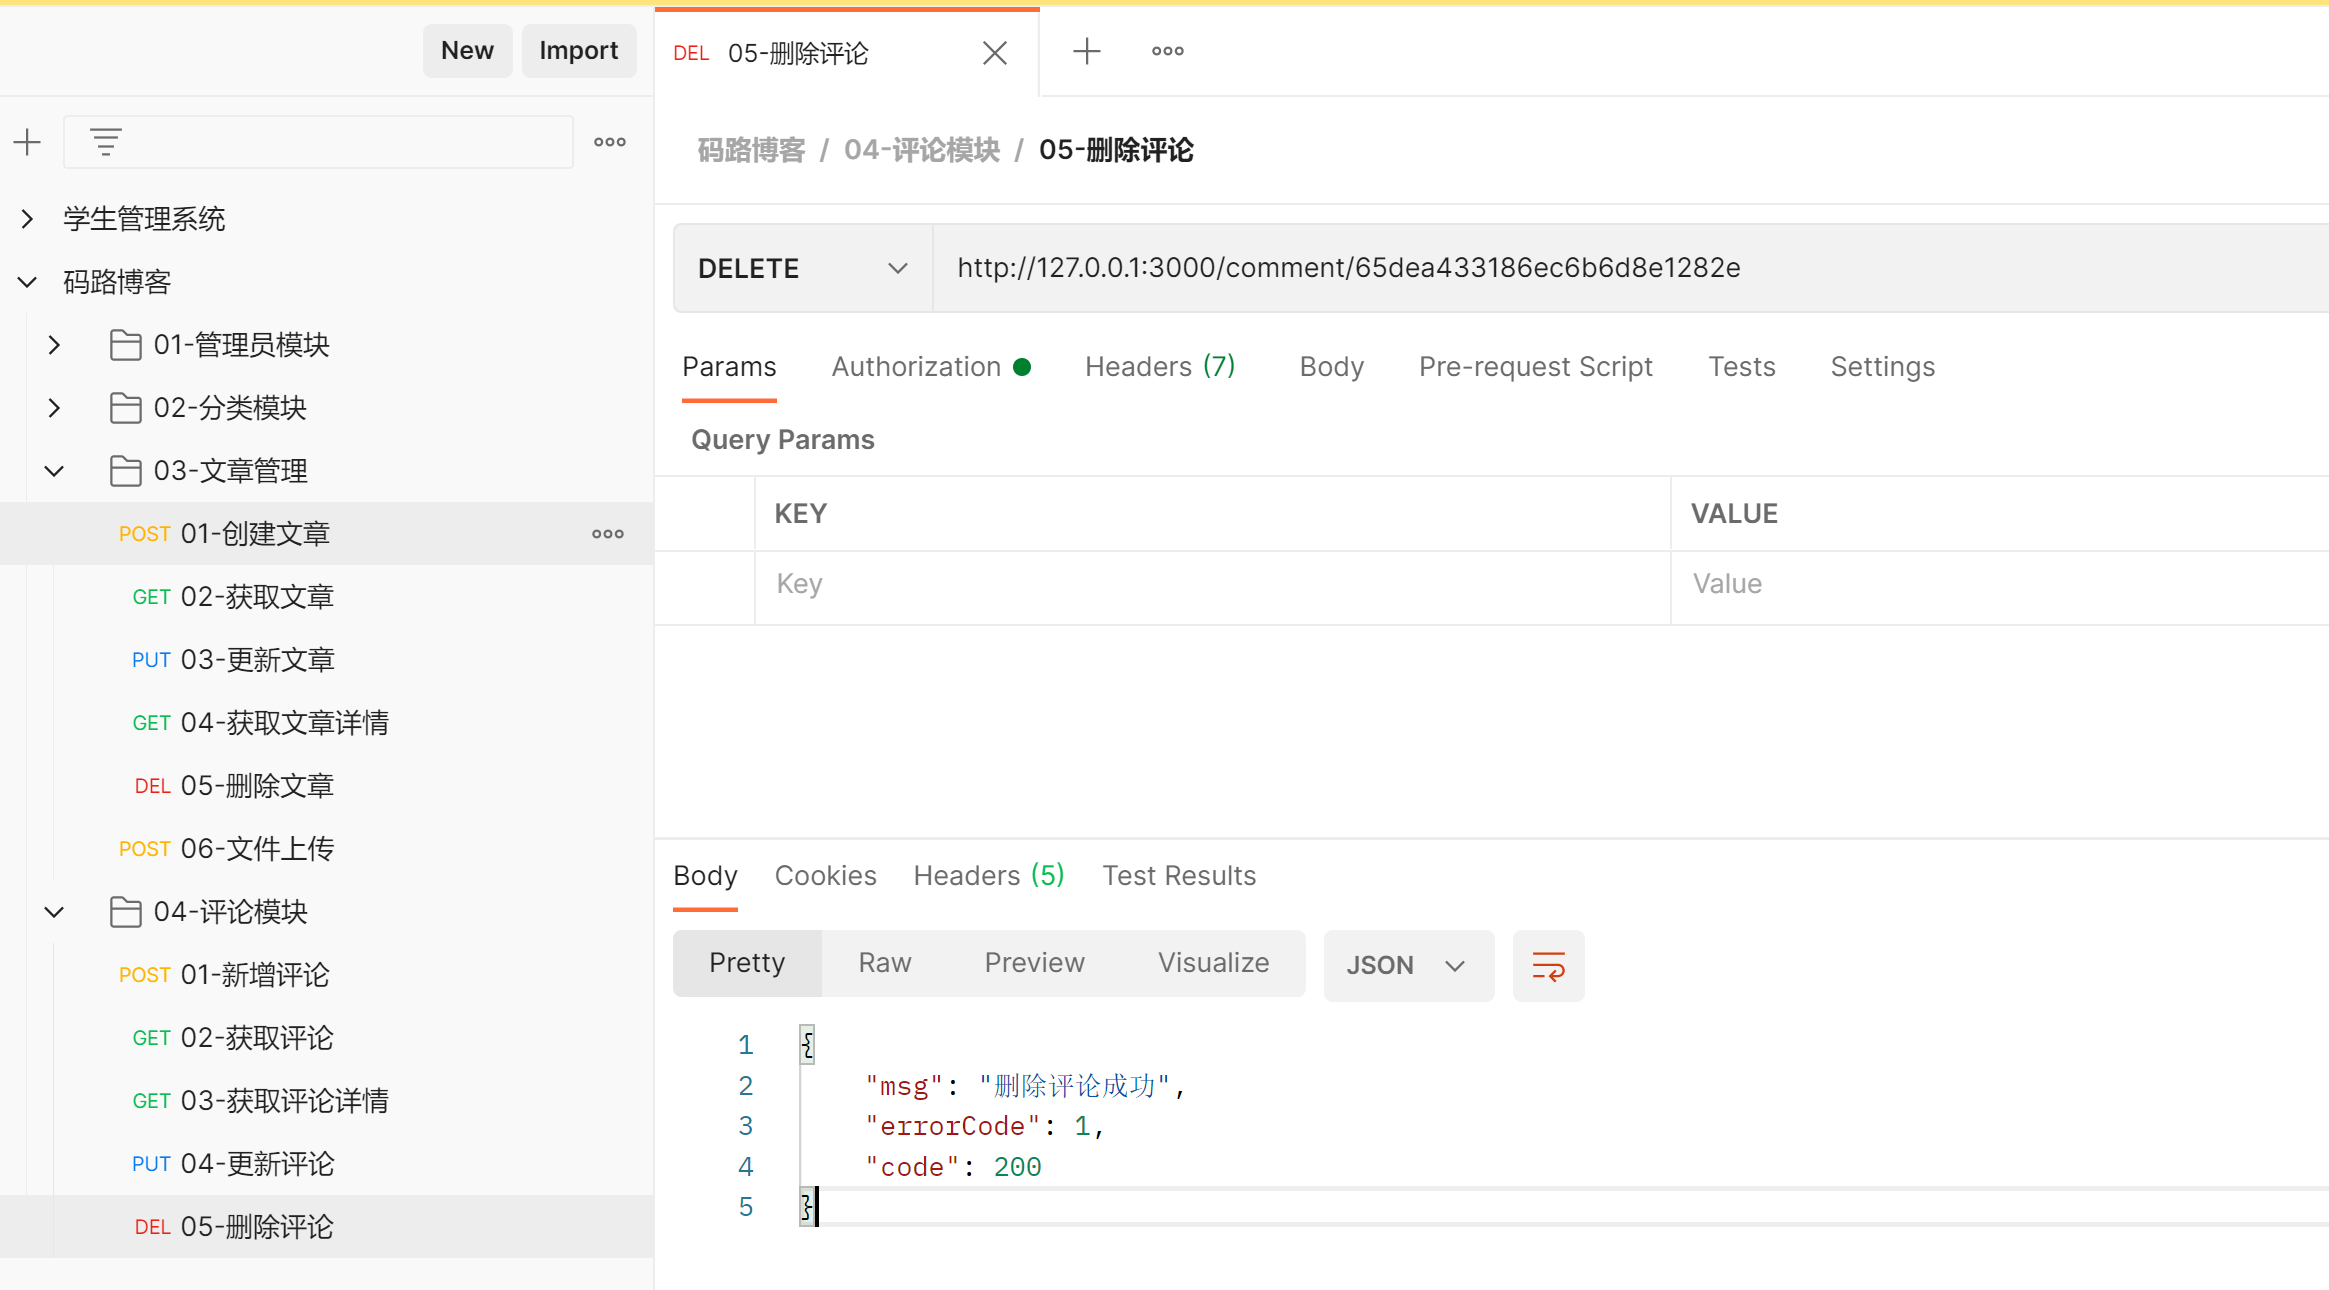 New Import
学生管理系统
码路博客
01-管理员模块
02-分类模块
03-文章管理
POST 01-创建文章
GET 02-获取文章
PUT 03-更新文章
GET 04-获取文章详情
DEL 05-删除文章
POST 06-文件上传
04-评论模块
POST 01-新增评论
GET 02-获取评论
GET 03-获取评论详情
PUT 04-更新评论
DEL 05-删除评论
DEL 05-删除评论
码路博客 / 04-评论模块 / 05-删除评论
DELETE http://127.0.0.1:3000/comment/65dea433186ec6b6d8e1282e
Params Authorization Headers (7) Body Pre-request Script Tests Settings
Query Params
KEY VALUE
Key Value
Body Cookies Headers (5) Test Results
Pretty Raw Preview Visualize JSON
1 {
2 "msg": "删除评论成功",
3 "errorCode": 1,
4 "code": 200
5 }